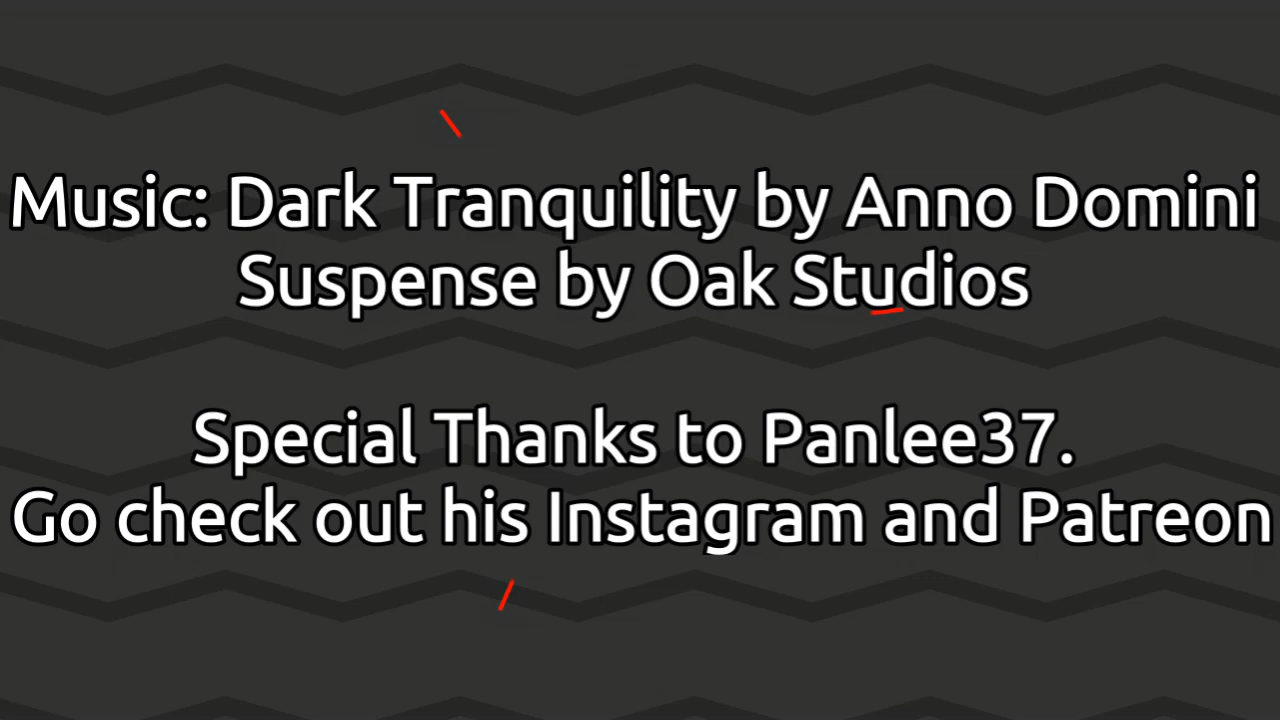 Music: Dark Tranquility by Anno Domini
Suspense by Oak Studios
Special Thanks to Panlee37.
Go check out his Instagram and Patreon